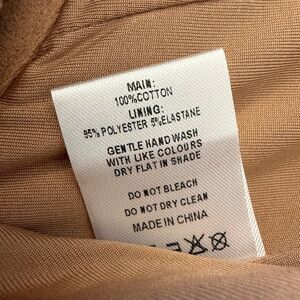 MAIN:
100%COTTON
LINING:
95%POLYESTER 5%ELASTANE
GENTLE HAND WASH
WITH LIKE COLOURS
DRY FLAT IN SHADE
DO NOT BLEACH
DO NOT DRY CLEAN
MADE IN CHINA